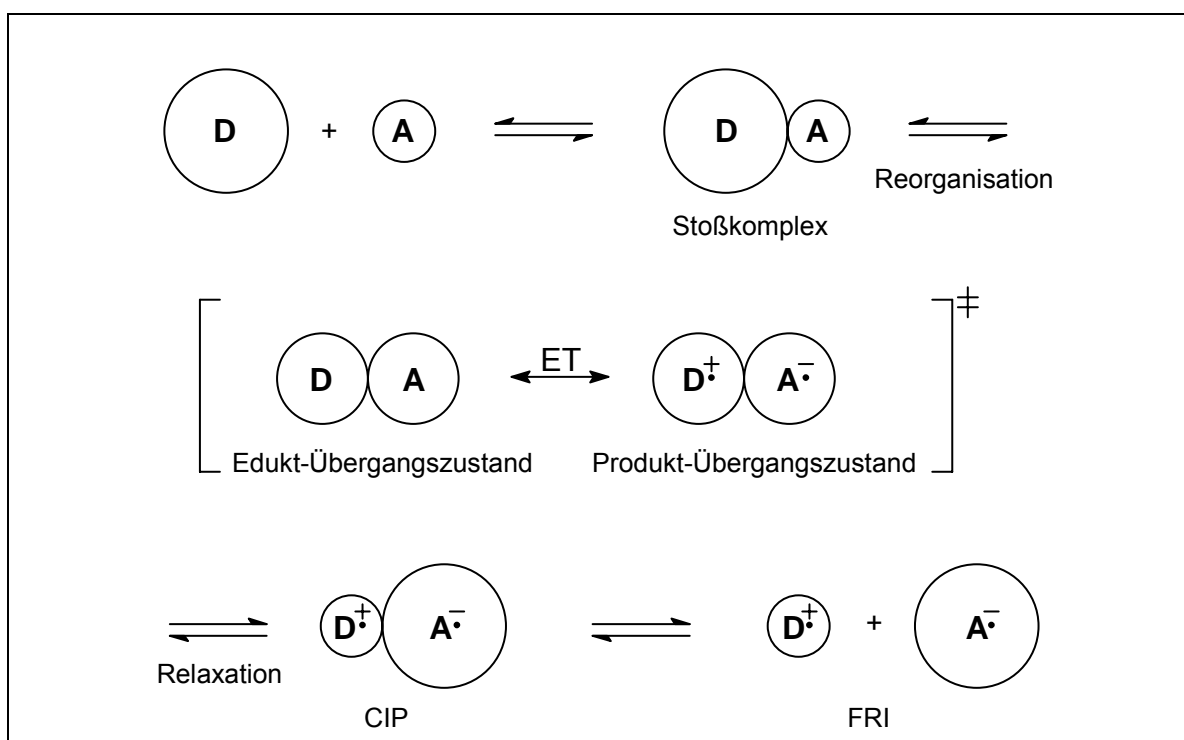 D + A D A
Reorganisation
Stoßkomplex
‡
D A ET D•+ A•−
Edukt-Übergangszustand Produkt-Übergangszustand
D•+ A•− D•+ + A•−
Relaxation
CIP FRI